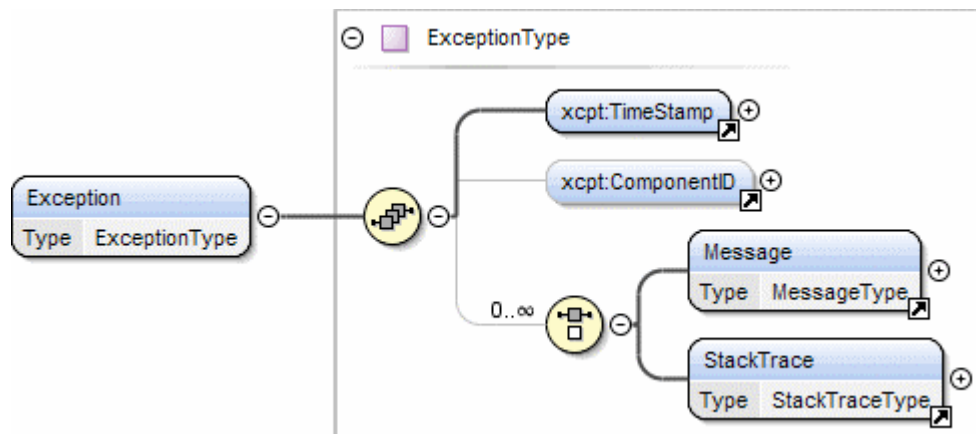 ExceptionType
xcpt:TimeStamp
xcpt:ComponentID
Exception
Type ExceptionType
Message
Type MessageType
0..∞
StackTrace
Type StackTraceType